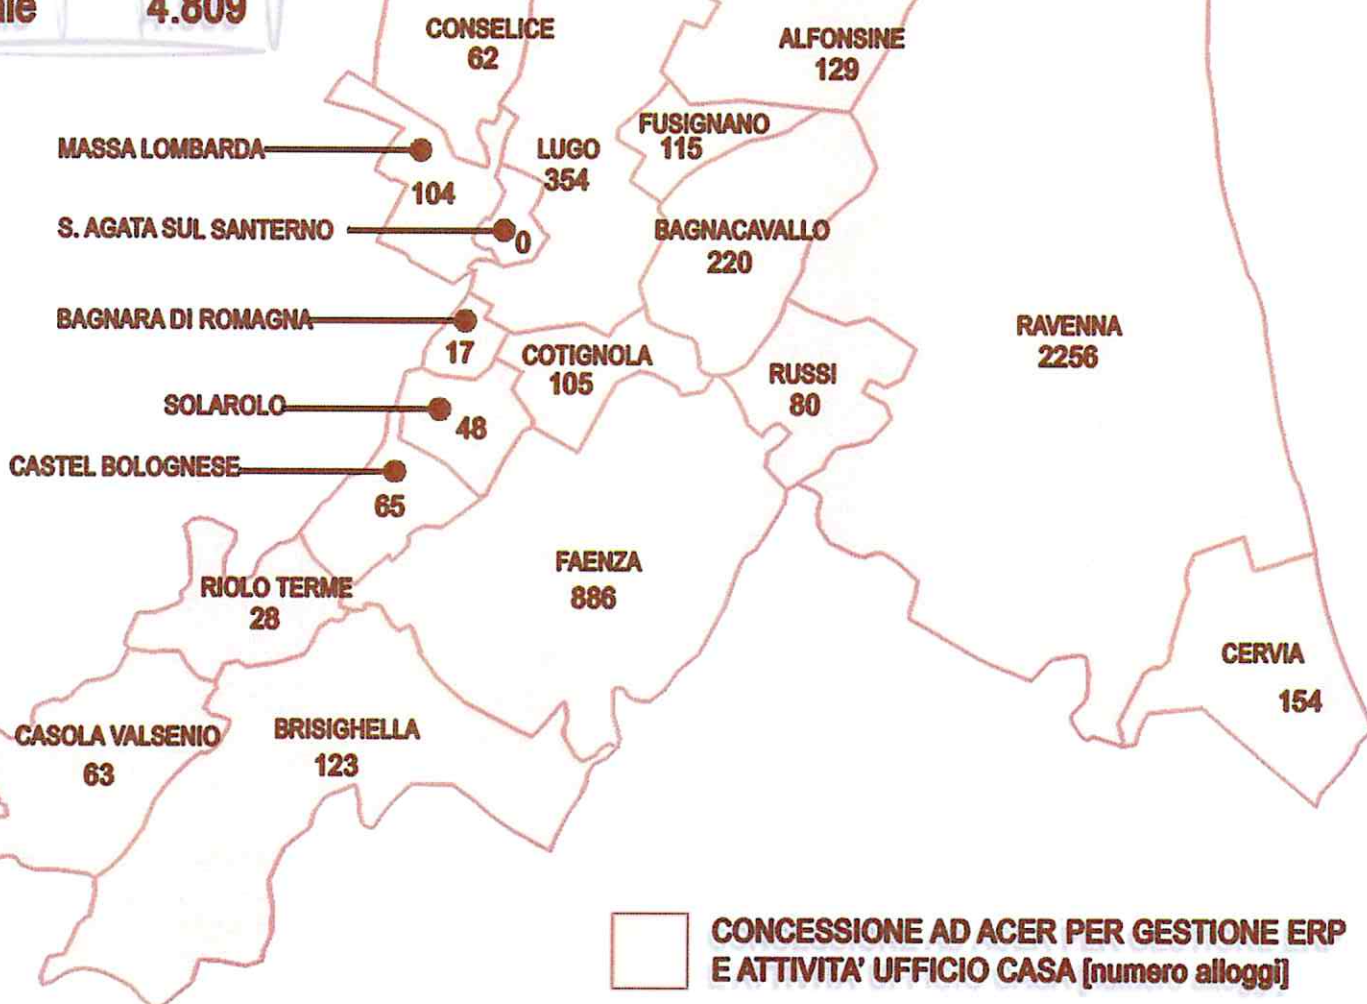 4.809
CONSELICE
62
ALFONSINE
129
FUSIGNANO
115
MASSA LOMBARDA
104
LUGO
354
S. AGATA SUL SANTERNO
0
BAGNACAVALLO
220
BAGNARA DI ROMAGNA
17
COTIGNOLA
105
RAVENNA
2256
RUSSI
80
SOLAROLO
48
CASTEL BOLOGNESE
65
FAENZA
886
RIOLO TERME
28
CERVIA
154
CASOLA VALSENIO
63
BRISIGHELLA
123
CONCESSIONE AD ACER PER GESTIONE ERP
E ATTIVITA' UFFICIO CASA [numero alloggi]